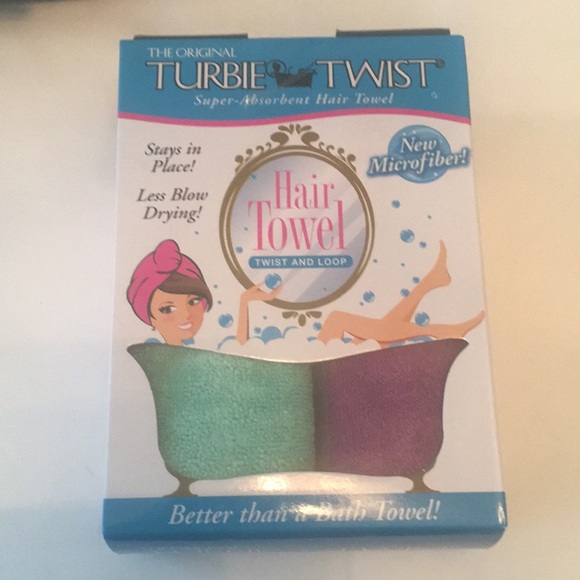 THE ORIGINAL
TURBIE TWIST®
Super-Absorbent Hair Towel
Stays in
Place!
Less Blow
Drying!
New
Microfiber!
Hair
Towel
TWIST AND LOOP
Better than a Bath Towel!